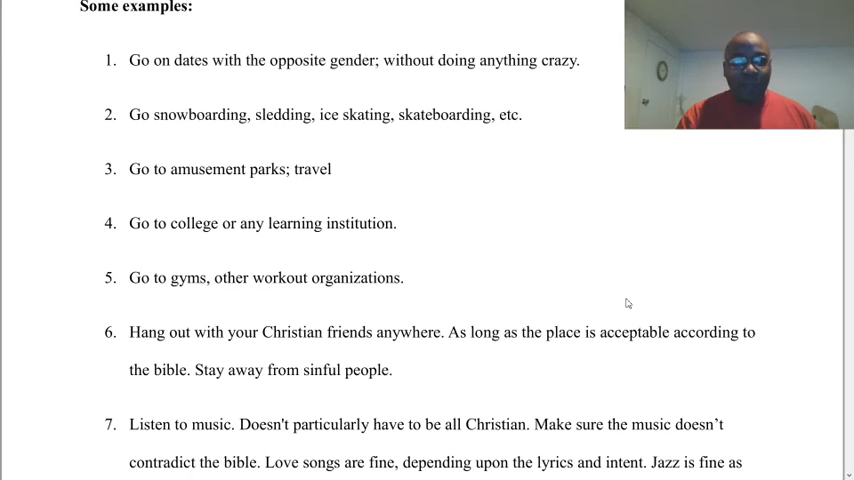 Some examples:
1. Go on dates with the opposite gender; without doing anything crazy.
2. Go snowboarding, sledding, ice skating, skateboarding, etc.
3. Go to amusement parks; travel
4. Go to college or any learning institution.
5. Go to gyms, other workout organizations.
6. Hang out with your Christian friends anywhere. As long as the place is acceptable according to
the bible. Stay away from sinful people.
7. Listen to music. Doesn't particularly have to be all Christian. Make sure the music doesn’t
contradict the bible. Love songs are fine, depending upon the lyrics and intent. Jazz is fine as